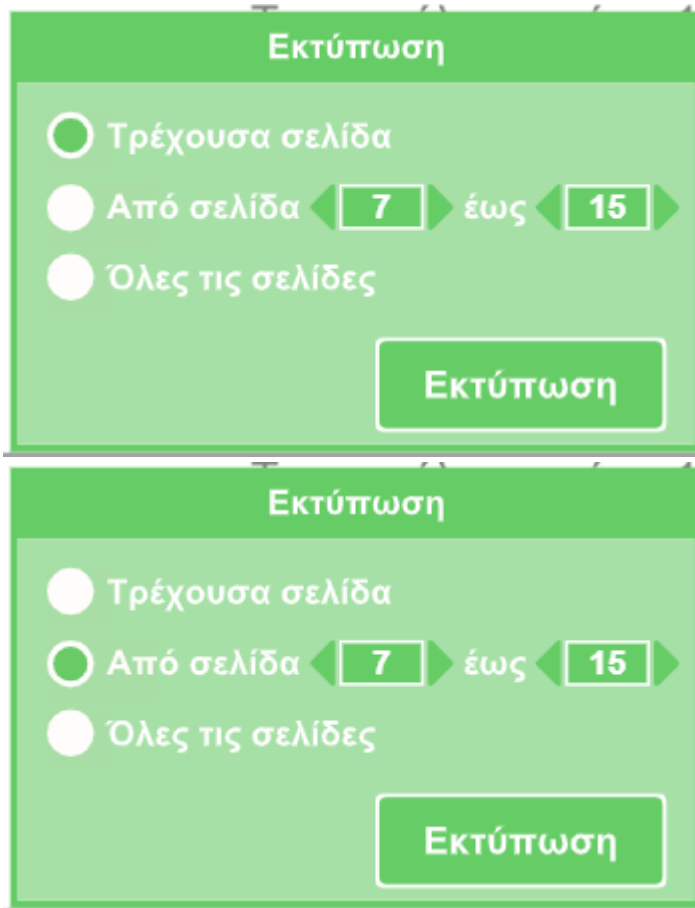 Εκτύπωση
Τρέχουσα σελίδα
Από σελίδα 7 έως 15
Όλες τις σελίδες
Εκτύπωση
Εκτύπωση
Τρέχουσα σελίδα
Από σελίδα 7 έως 15
Όλες τις σελίδες
Εκτύπωση